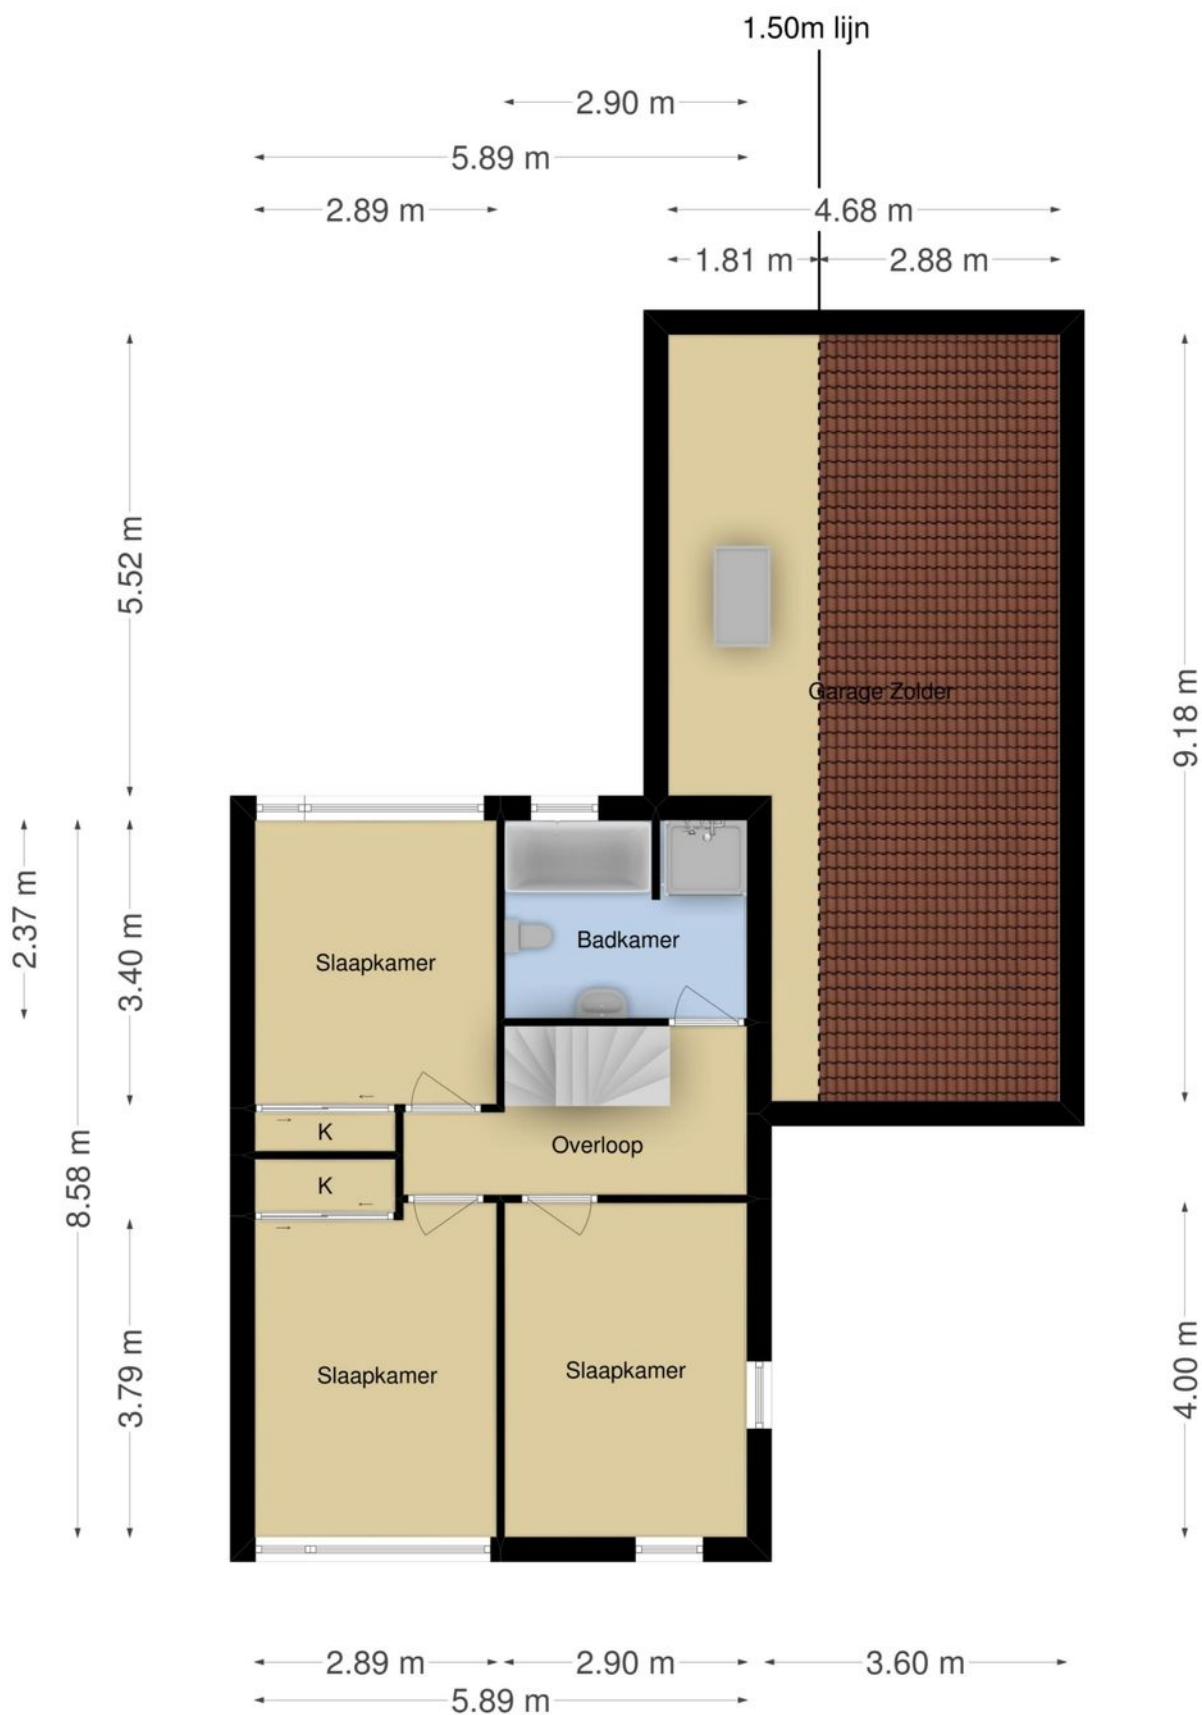 1.50m lijn
2.90 m
5.89 m
2.89 m
4.68 m
1.81 m
2.88 m
5.52 m
9.18 m
Garage Zolder
2.37 m
3.40 m
8.58 m
Slaapkamer
Badkamer
K
Overloop
K
3.79 m
Slaapkamer
Slaapkamer
4.00 m
2.89 m
2.90 m
3.60 m
5.89 m